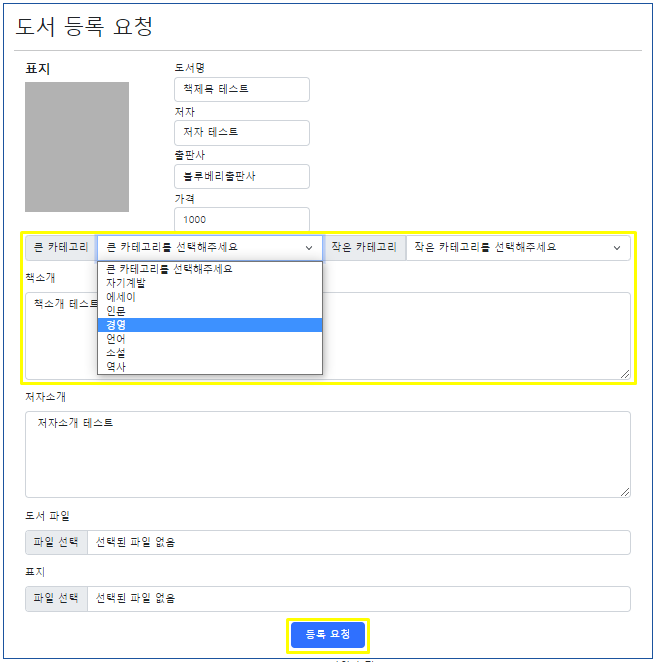 도서 등록 요청
표지
도서명
책제목 테스트
저자
저자 테스트
출판사
블루베리출판사
가격
1000
큰 카테고리 큰 카테고리를 선택해주세요 작은 카테고리 작은 카테고리를 선택해주세요
큰 카테고리를 선택해주세요
자기계발
에세이
인문
경영
언어
소설
역사
책소개
책소개 테스트
저자소개
저자소개 테스트
도서 파일
파일 선택 선택된 파일 없음
표지
파일 선택 선택된 파일 없음
등록 요청